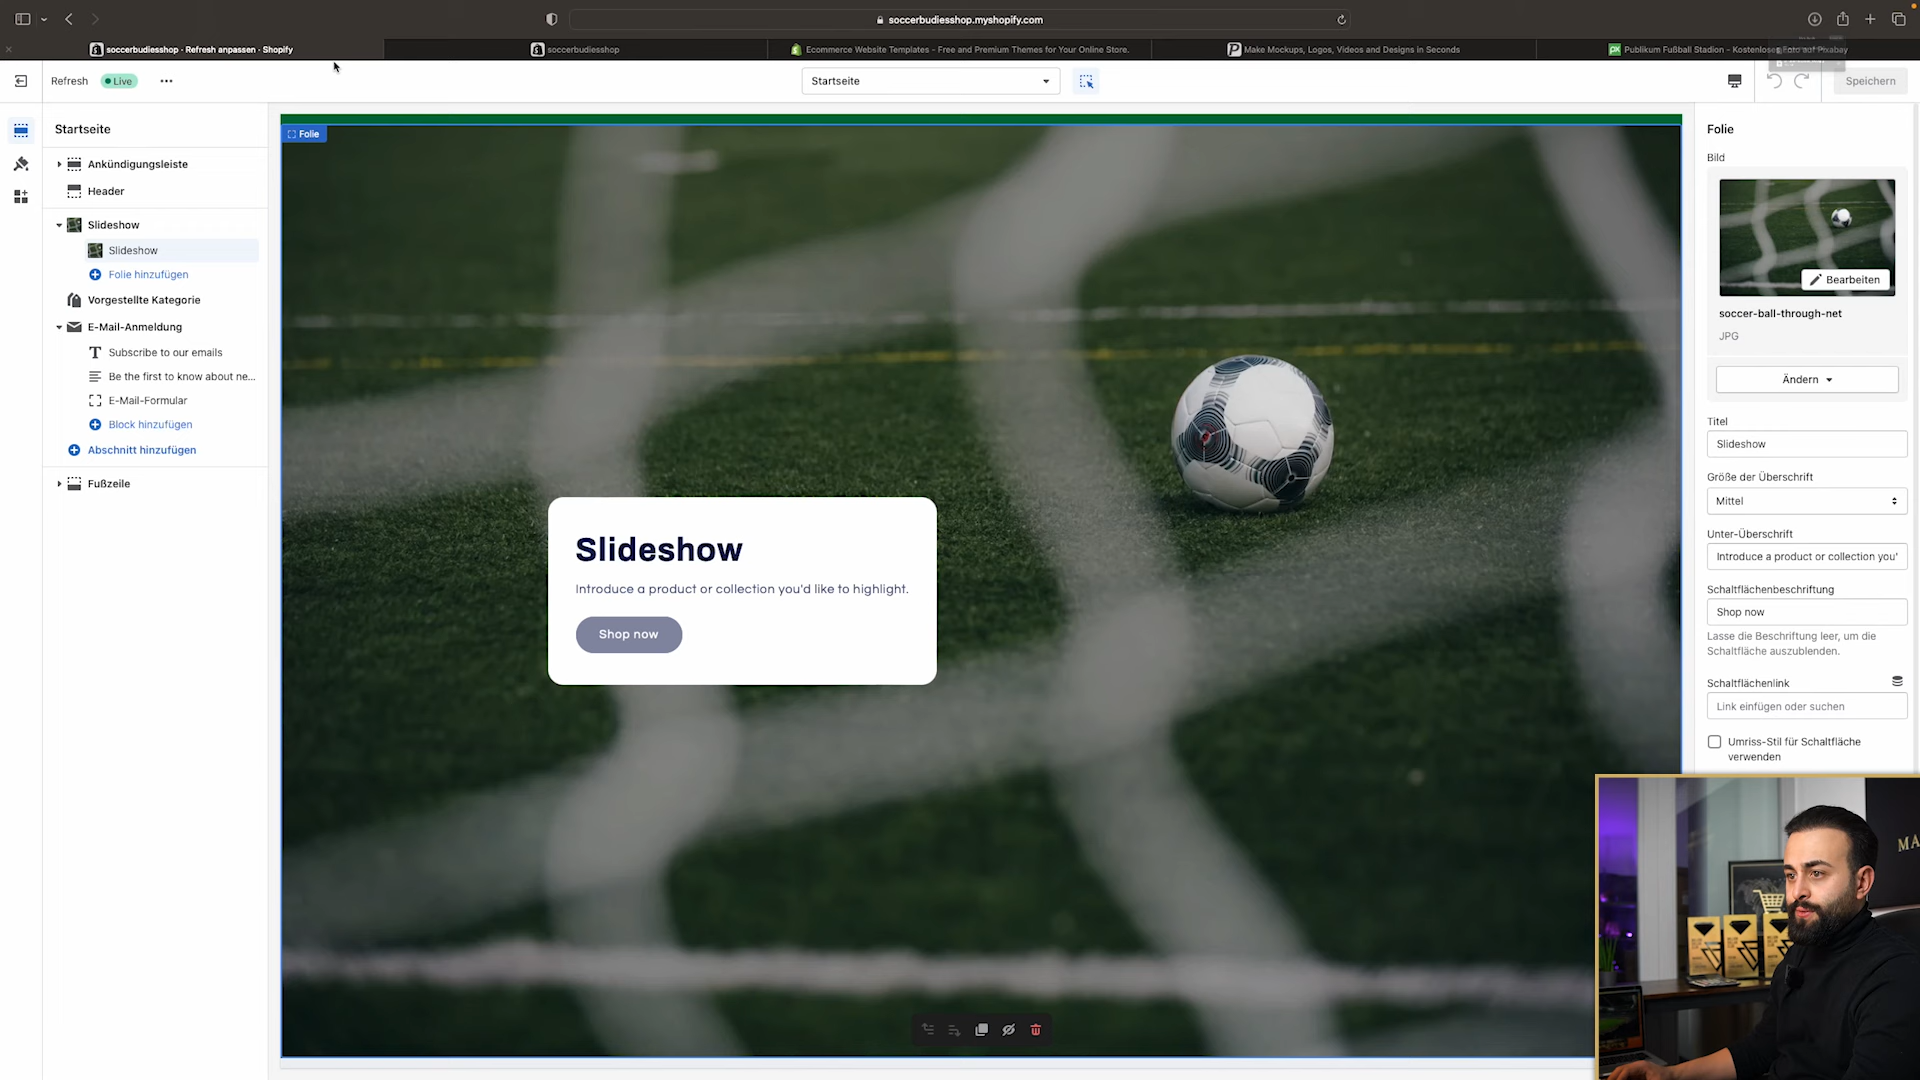 soccerbudiesshop.myshopify.com
soccerbudiesshop · Refresh anpassen · Shopify
soccerbudiesshop
Ecommerce Website Templates - Free and Premium Themes for Your Online Store.
Make Mockups, Logos, Videos and Designs in Seconds
Publikum Fußball Stadion - Kostenloses Foto auf Pixabay
Refresh
Live
Startseite
Speichern
Startseite
Ankündigungsleiste
Header
Slideshow
Slideshow
Folie hinzufügen
Vorgestellte Kategorie
E-Mail-Anmeldung
Subscribe to our emails
Be the first to know about ne...
E-Mail-Formular
Block hinzufügen
Abschnitt hinzufügen
Fußzeile
Folie
Slideshow
Introduce a product or collection you'd like to highlight.
Shop now
Folie
Bild
Bearbeiten
soccer-ball-through-net
JPG
Ändern
Titel
Slideshow
Größe der Überschrift
Mittel
Unter-Überschrift
Introduce a product or collection you'
Schaltflächenbeschriftung
Shop now
Lasse die Beschriftung leer, um die
Schaltfläche auszublenden.
Schaltflächenlink
Link einfügen oder suchen
Umriss-Stil für Schaltfläche
verwenden
MA